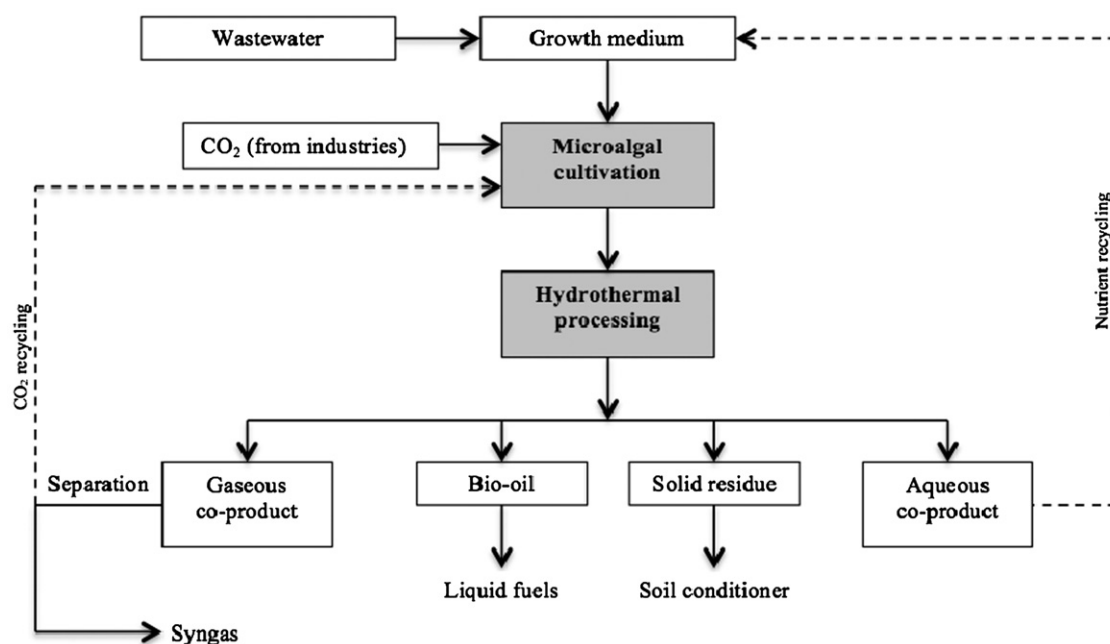 Wastewater
Growth medium
CO₂ (from industries)
Microalgal
cultivation
Hydrothermal
processing
CO₂ recycling
Nutrient recycling
Separation
Gaseous
co-product
Bio-oil
Solid residue
Aqueous
co-product
Liquid fuels
Soil conditioner
Syngas